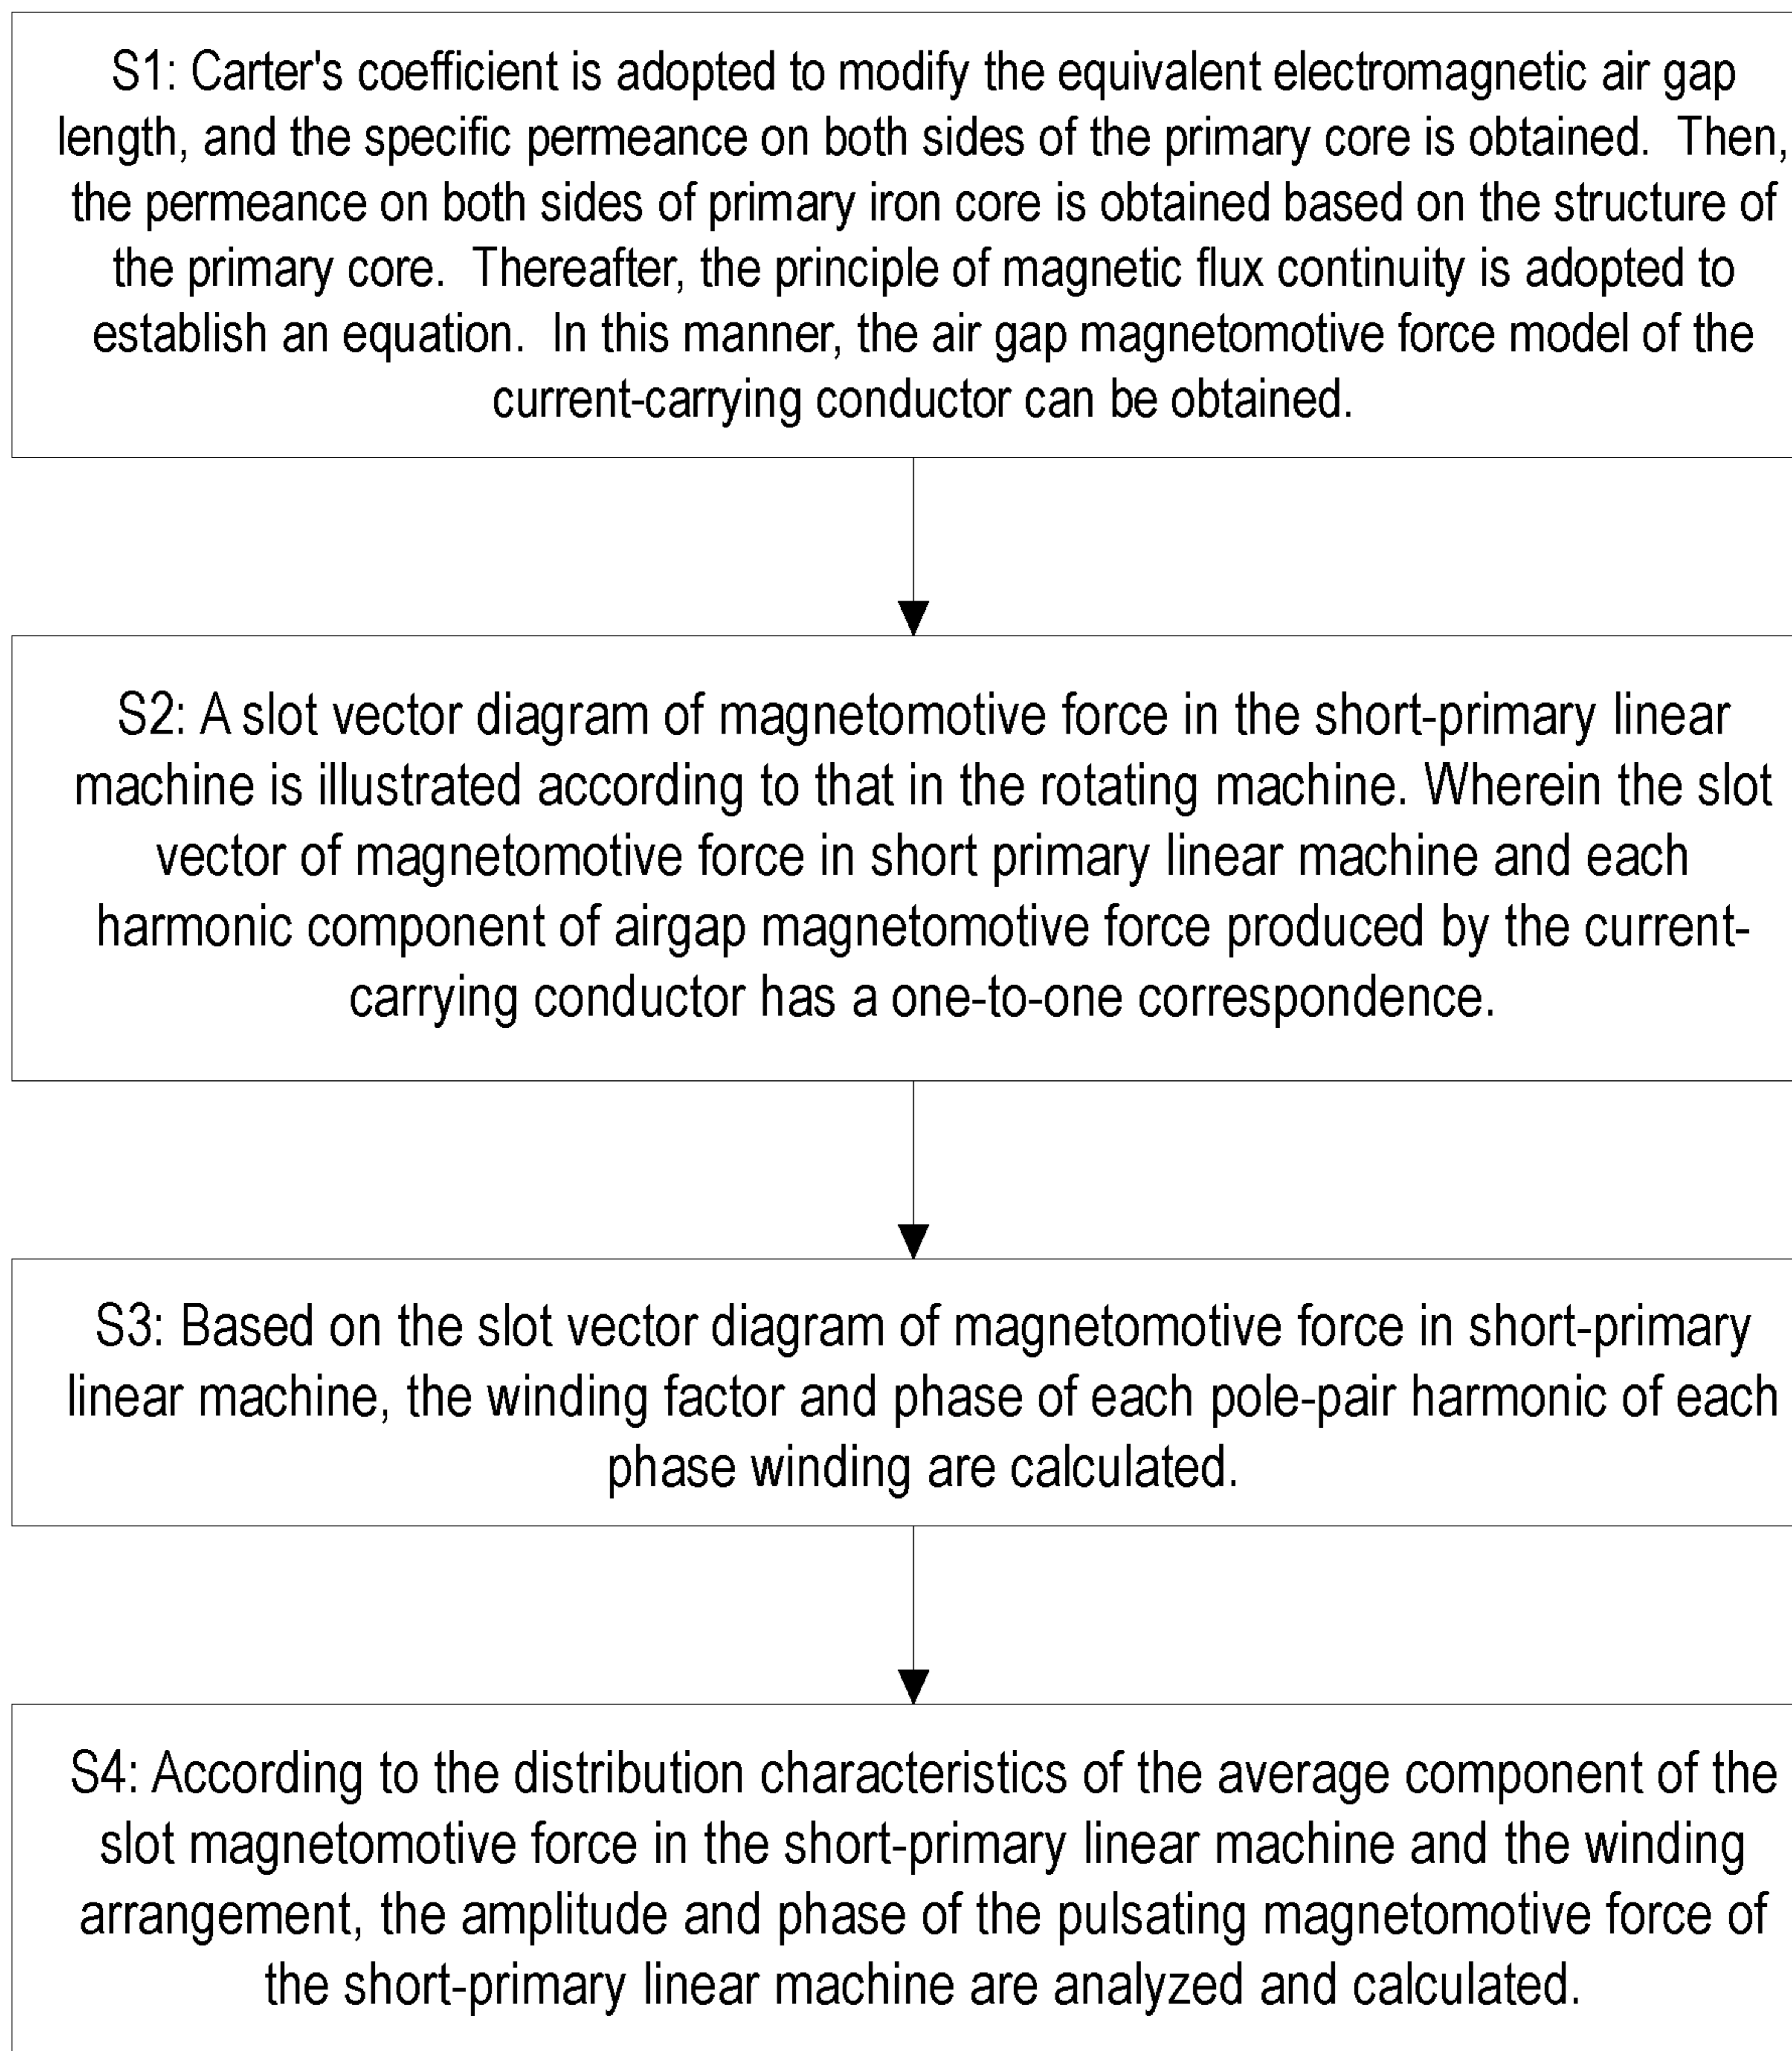 S1: Carter's coefficient is adopted to modify the equivalent electromagnetic air gap
length, and the specific permeance on both sides of the primary core is obtained.  Then,
the permeance on both sides of primary iron core is obtained based on the structure of
the primary core.  Thereafter, the principle of magnetic flux continuity is adopted to
establish an equation.  In this manner, the air gap magnetomotive force model of the
current-carrying conductor can be obtained.
S2: A slot vector diagram of magnetomotive force in the short-primary linear
machine is illustrated according to that in the rotating machine. Wherein the slot
vector of magnetomotive force in short primary linear machine and each
harmonic component of airgap magnetomotive force produced by the current-
carrying conductor has a one-to-one correspondence.
S3: Based on the slot vector diagram of magnetomotive force in short-primary
linear machine, the winding factor and phase of each pole-pair harmonic of each
phase winding are calculated.
S4: According to the distribution characteristics of the average component of the
slot magnetomotive force in the short-primary linear machine and the winding
arrangement, the amplitude and phase of the pulsating magnetomotive force of
the short-primary linear machine are analyzed and calculated.